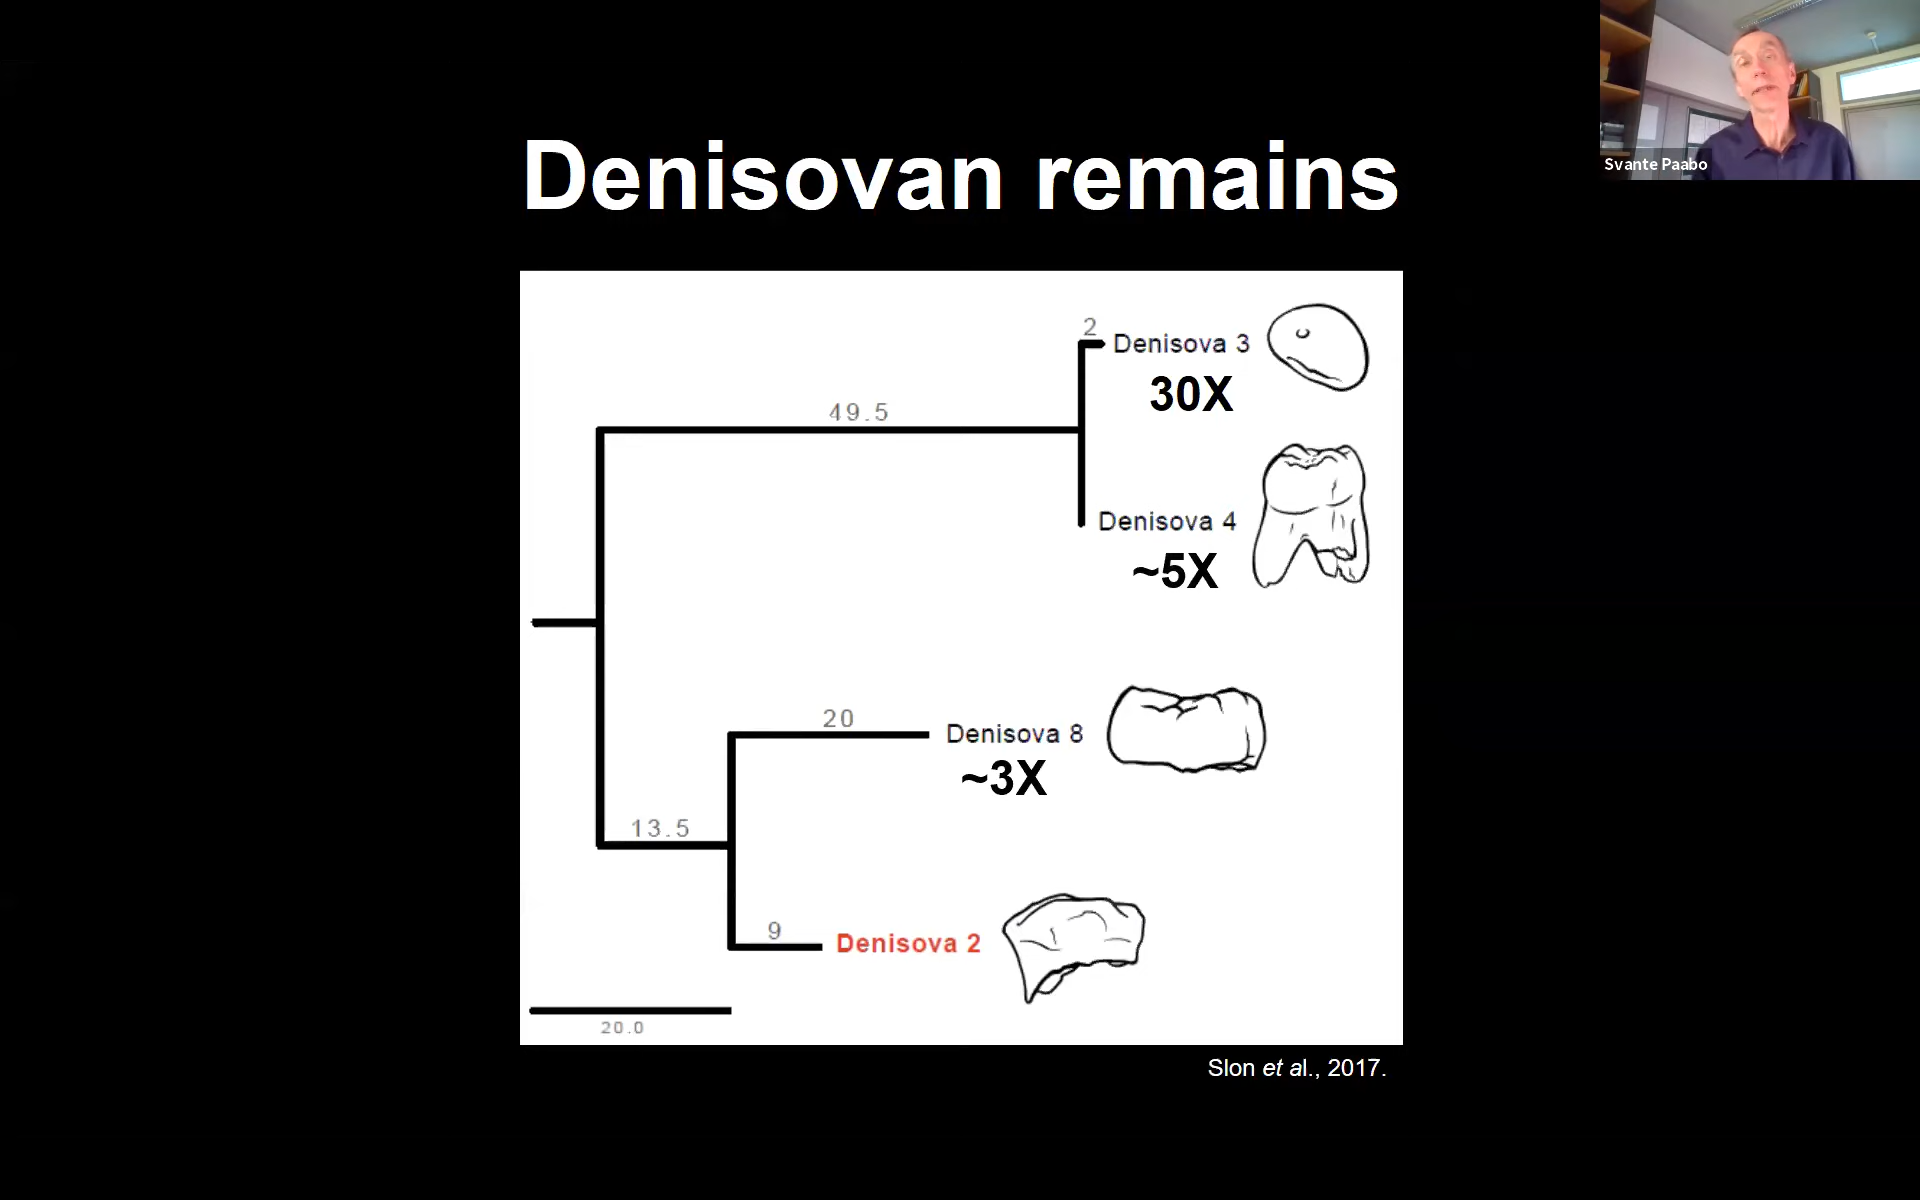 Svante Paabo
Denisovan remains
2
Denisova 3
30X
49.5
Denisova 4
~5X
20
Denisova 8
~3X
13.5
9
Denisova 2
20.0
Slon et al., 2017.